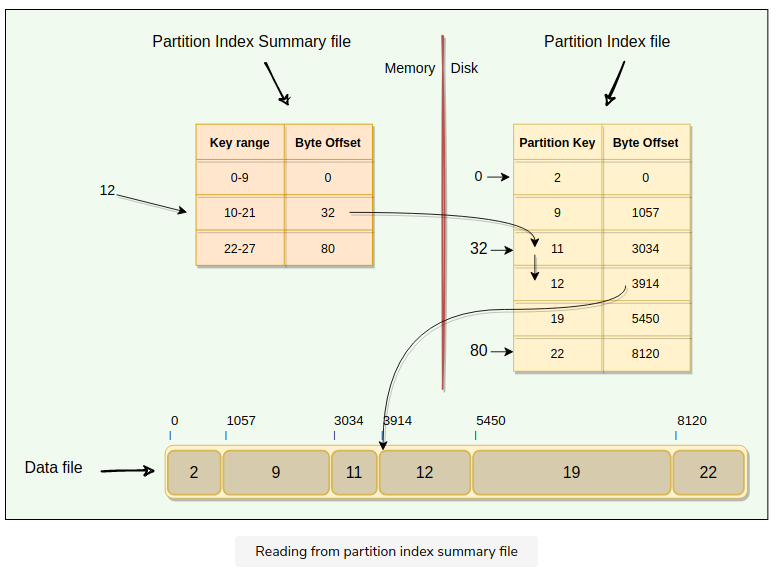 Partition Index Summary file
Partition Index file
Memory
Disk
Key range Byte Offset
0-9 0
10-21 32
22-27 80
12
Partition Key Byte Offset
0 2 0
9 1057
32 11 3034
12 3914
19 5450
80 22 8120
0 1057 3034 3914 5450 8120
Data file 2 9 11 12 19 22
Reading from partition index summary file